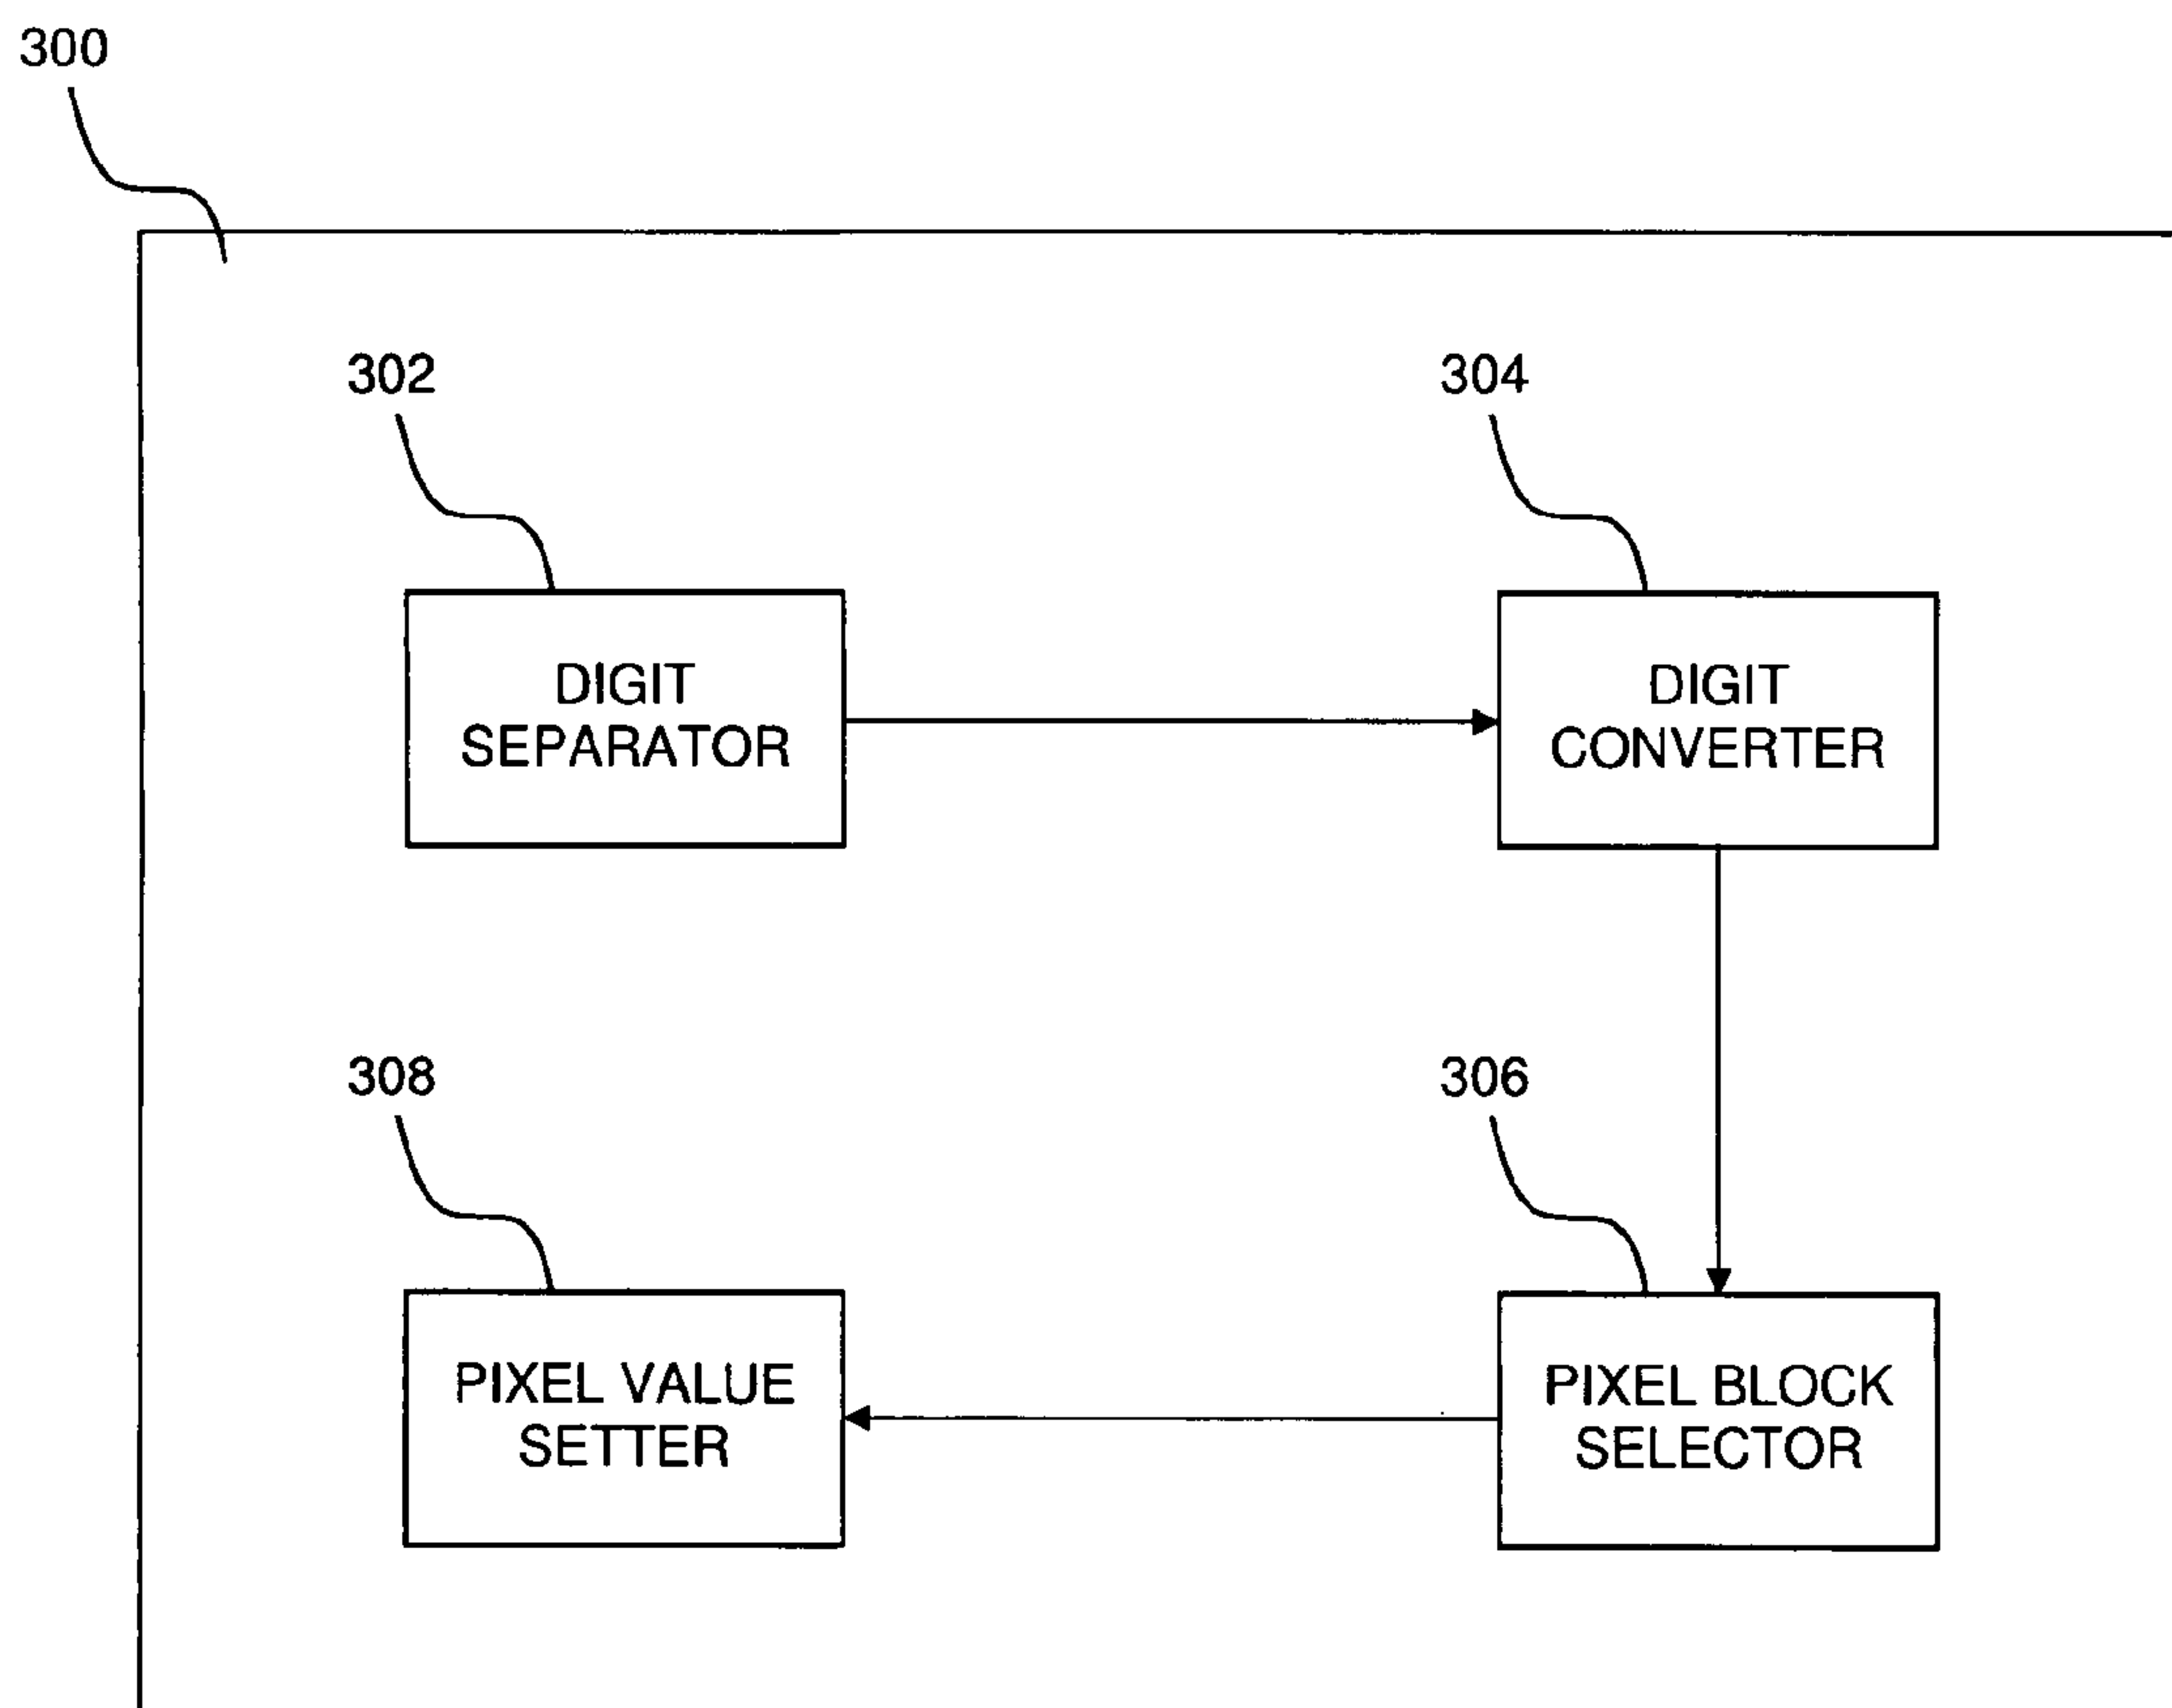 300
302
304
DIGIT
SEPARATOR
DIGIT
CONVERTER
308
306
PIXEL VALUE
SETTER
PIXEL BLOCK
SELECTOR